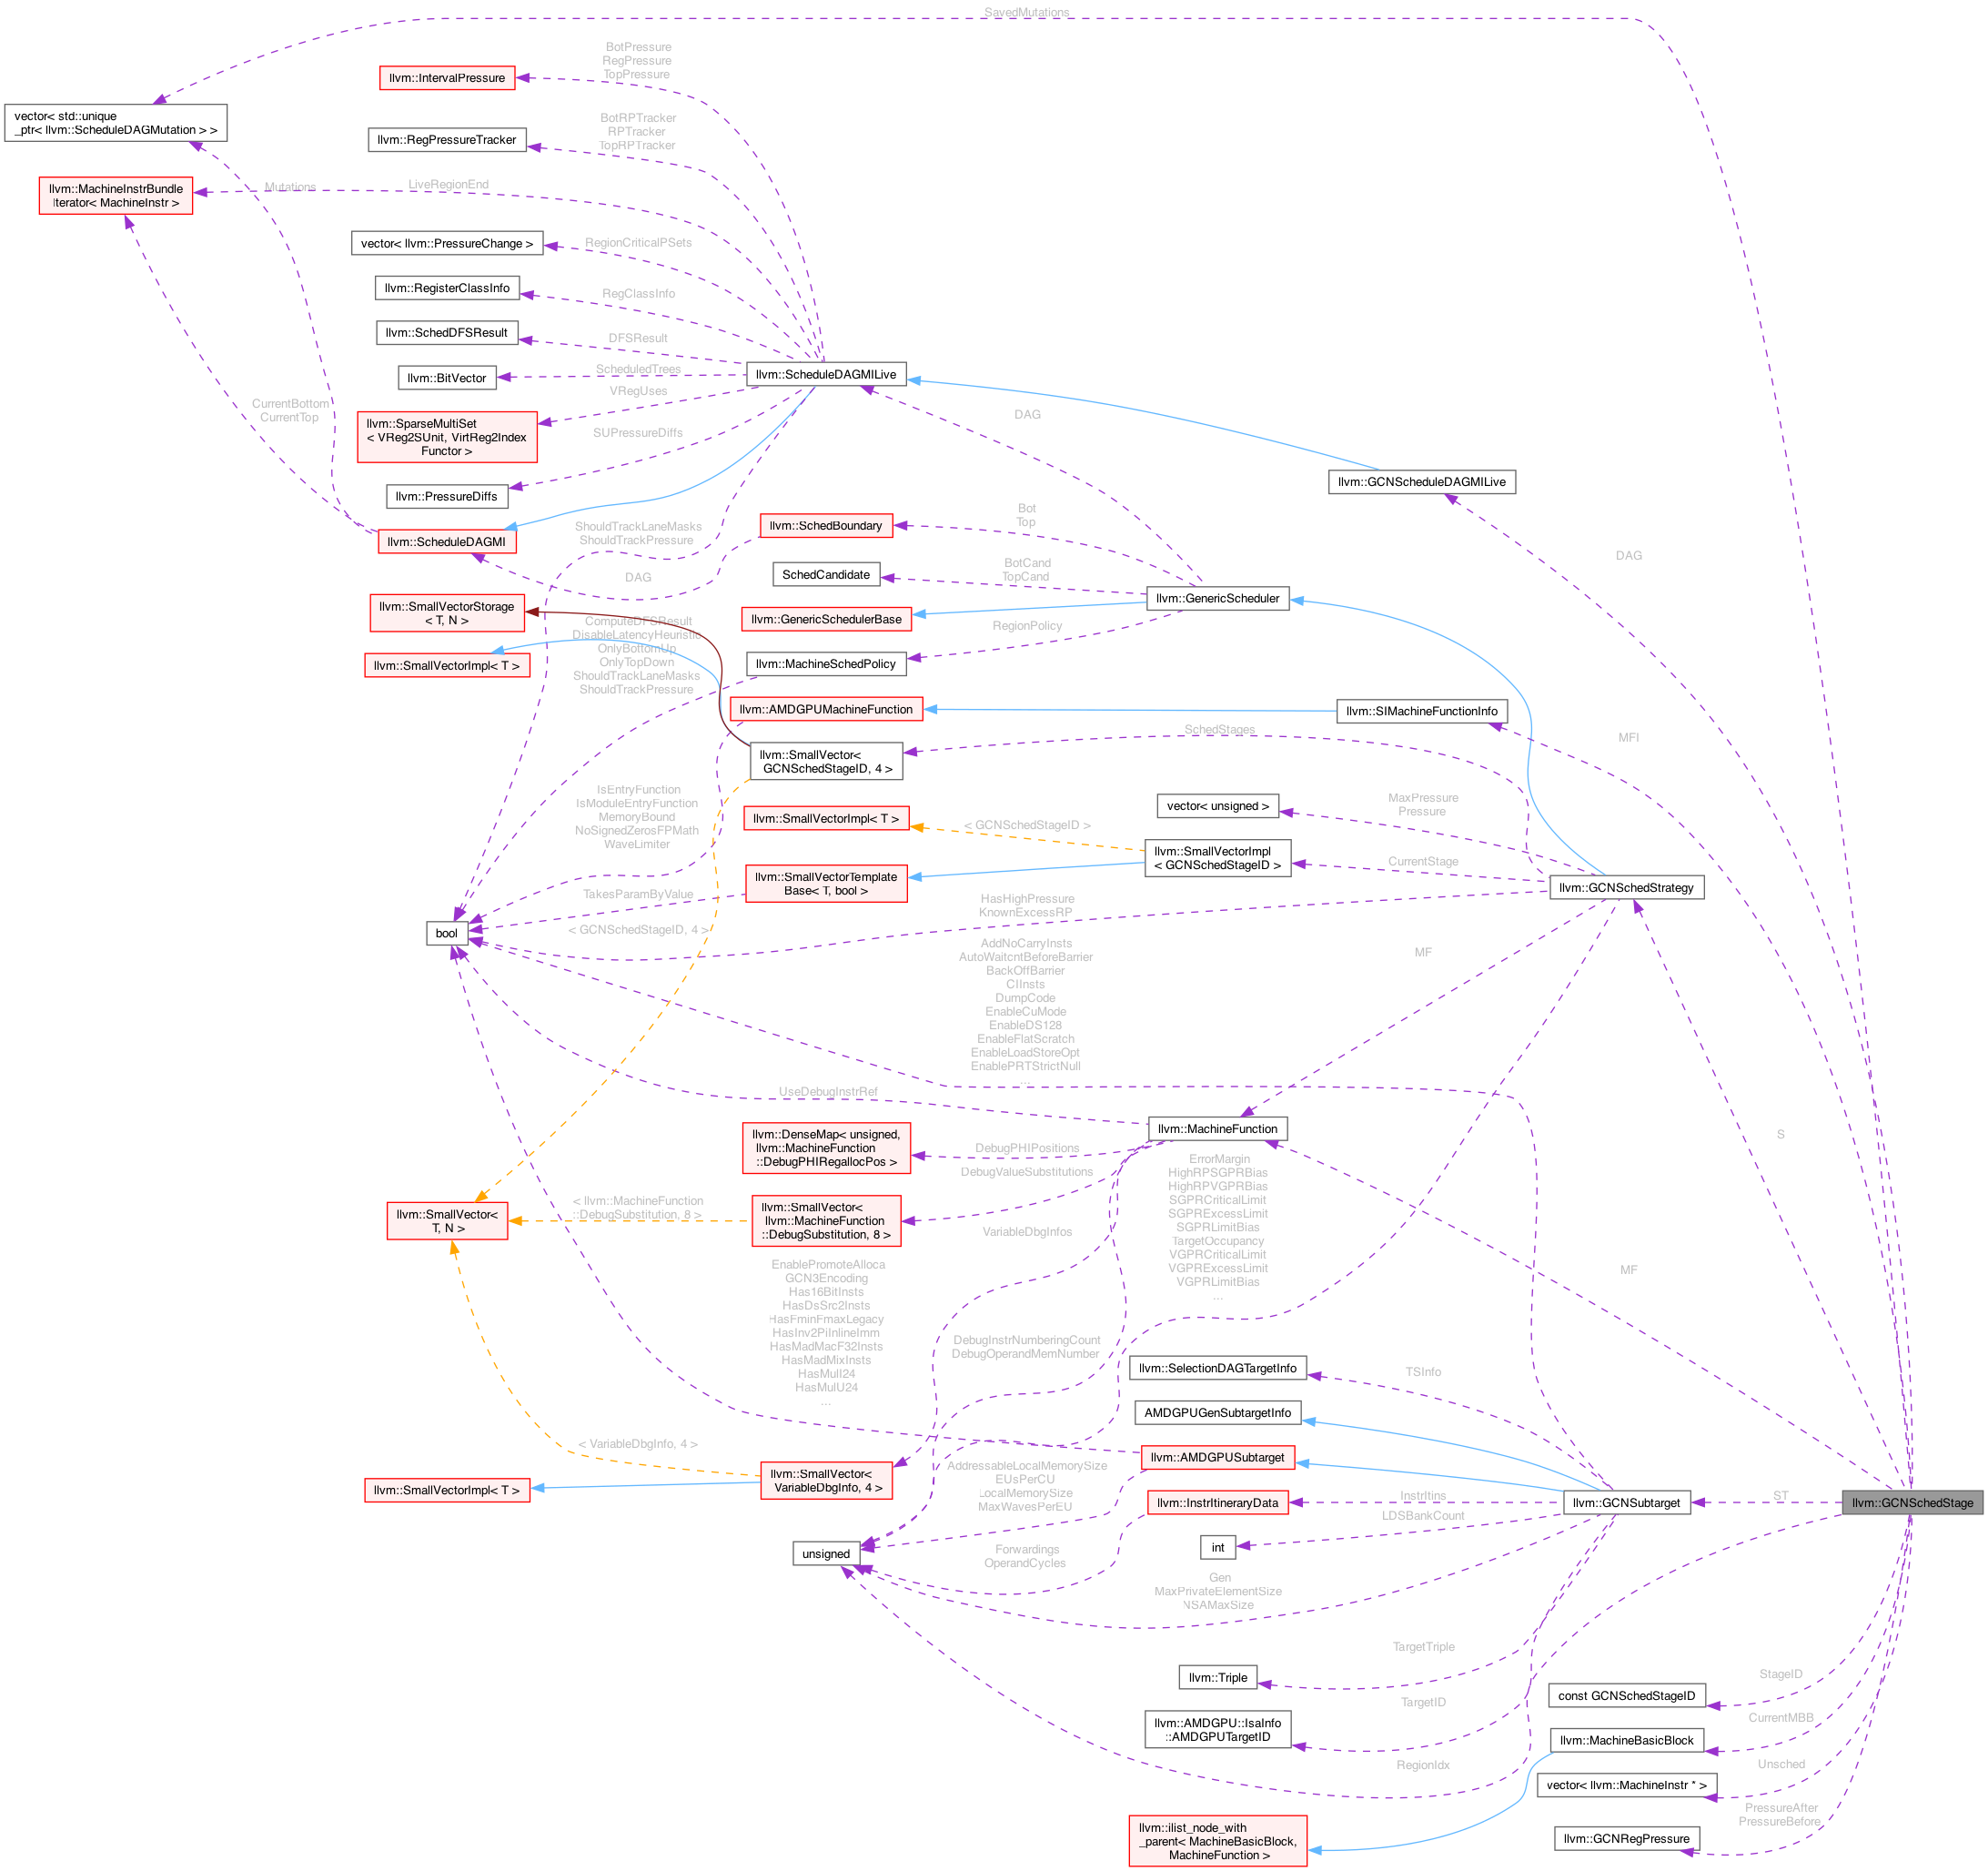 SavedMutations
BotPressure
RegPressure
TopPressure
llvm::IntervalPressure
vector< std::unique
_ptr< llvm::ScheduleDAGMutation > >
BotRPTracker
RPTracker
TopRPTracker
llvm::RegPressureTracker
Mutations
LiveRegionEnd
llvm::MachineInstrBundle
Iterator< MachineInstr >
vector< llvm::PressureChange >
RegionCriticalPSets
llvm::RegisterClassInfo
RegClassInfo
llvm::SchedDFSResult
DFSResult
llvm::BitVector
ScheduledTrees
llvm::ScheduleDAGMILive
VRegUses
CurrentBottom
CurrentTop
llvm::SparseMultiSet
< VReg2SUnit, VirtReg2Index
Functor >
SUPressureDiffs
DAG
llvm::GCNScheduleDAGMILive
llvm::PressureDiffs
llvm::ScheduleDAGMI
ShouldTrackLaneMasks
ShouldTrackPressure
llvm::SchedBoundary
Bot
Top
DAG
DAG
SchedCandidate
BotCand
TopCand
llvm::GenericScheduler
llvm::SmallVectorStorage
< T, N >
llvm::GenericSchedulerBase
RegionPolicy
ComputeDFSResult
DisableLatencyHeuristic
OnlyBottomUp
OnlyTopDown
ShouldTrackLaneMasks
ShouldTrackPressure
llvm::SmallVectorImpl< T >
llvm::MachineSchedPolicy
llvm::AMDGPUMachineFunction
llvm::SIMachineFunctionInfo
MFI
SchedStages
llvm::SmallVector<
GCNSchedStageID, 4 >
IsEntryFunction
IsModuleEntryFunction
MemoryBound
NoSignedZerosFPMath
WaveLimiter
llvm::SmallVectorImpl< T >
< GCNSchedStageID >
vector< unsigned >
MaxPressure
Pressure
llvm::SmallVectorImpl
< GCNSchedStageID >
CurrentStage
llvm::GCNSchedStrategy
TakesParamByValue
llvm::SmallVectorTemplate
Base< T, bool >
HasHighPressure
KnownExcessRP
bool
< GCNSchedStageID, 4 >
MF
AddNoCarryInsts
AutoWaitcntBeforeBarrier
BackOffBarrier
CIInsts
DumpCode
EnableCuMode
EnableDS128
EnableFlatScratch
EnableLoadStoreOpt
EnablePRTStrictNull
...
UseDebugInstrRef
llvm::MachineFunction
S
llvm::DenseMap< unsigned,
llvm::MachineFunction
::DebugPHIRegallocPos >
DebugPHIPositions
DebugValueSubstitutions
ErrorMargin
HighRPSGPRBias
HighRPVGPRBias
SGPRCriticalLimit
SGPRExcessLimit
SGPRLimitBias
TargetOccupancy
VGPRCriticalLimit
VGPRExcessLimit
VGPRLimitBias
...
llvm::SmallVector<
T, N >
< llvm::MachineFunction
::DebugSubstitution, 8 >
llvm::SmallVector<
llvm::MachineFunction
::DebugSubstitution, 8 >
VariableDbgInfos
MF
EnablePromoteAlloca
GCN3Encoding
Has16BitInsts
HasDsSrc2Insts
HasFminFmaxLegacy
HasInv2PiInlineImm
HasMadMacF32Insts
HasMadMixInsts
HasMulI24
HasMulU24
...
DebugInstrNumberingCount
DebugOperandMemNumber
llvm::SelectionDAGTargetInfo
TSInfo
AMDGPUGenSubtargetInfo
< VariableDbgInfo, 4 >
llvm::AMDGPUSubtarget
llvm::SmallVectorImpl< T >
llvm::SmallVector<
VariableDbgInfo, 4 >
AddressableLocalMemorySize
EUsPerCU
LocalMemorySize
MaxWavesPerEU
llvm::InstrItineraryData
InstrItins
LDSBankCount
llvm::GCNSubtarget
ST
llvm::GCNSchedStage
int
unsigned
Forwardings
OperandCycles
Gen
MaxPrivateElementSize
NSAMaxSize
TargetTriple
llvm::Triple
StageID
const GCNSchedStageID
TargetID
llvm::AMDGPU::IsaInfo
::AMDGPUTargetID
CurrentMBB
llvm::MachineBasicBlock
RegionIdx
Unsched
vector< llvm::MachineInstr * >
PressureAfter
PressureBefore
llvm::ilist_node_with
_parent< MachineBasicBlock,
MachineFunction >
llvm::GCNRegPressure